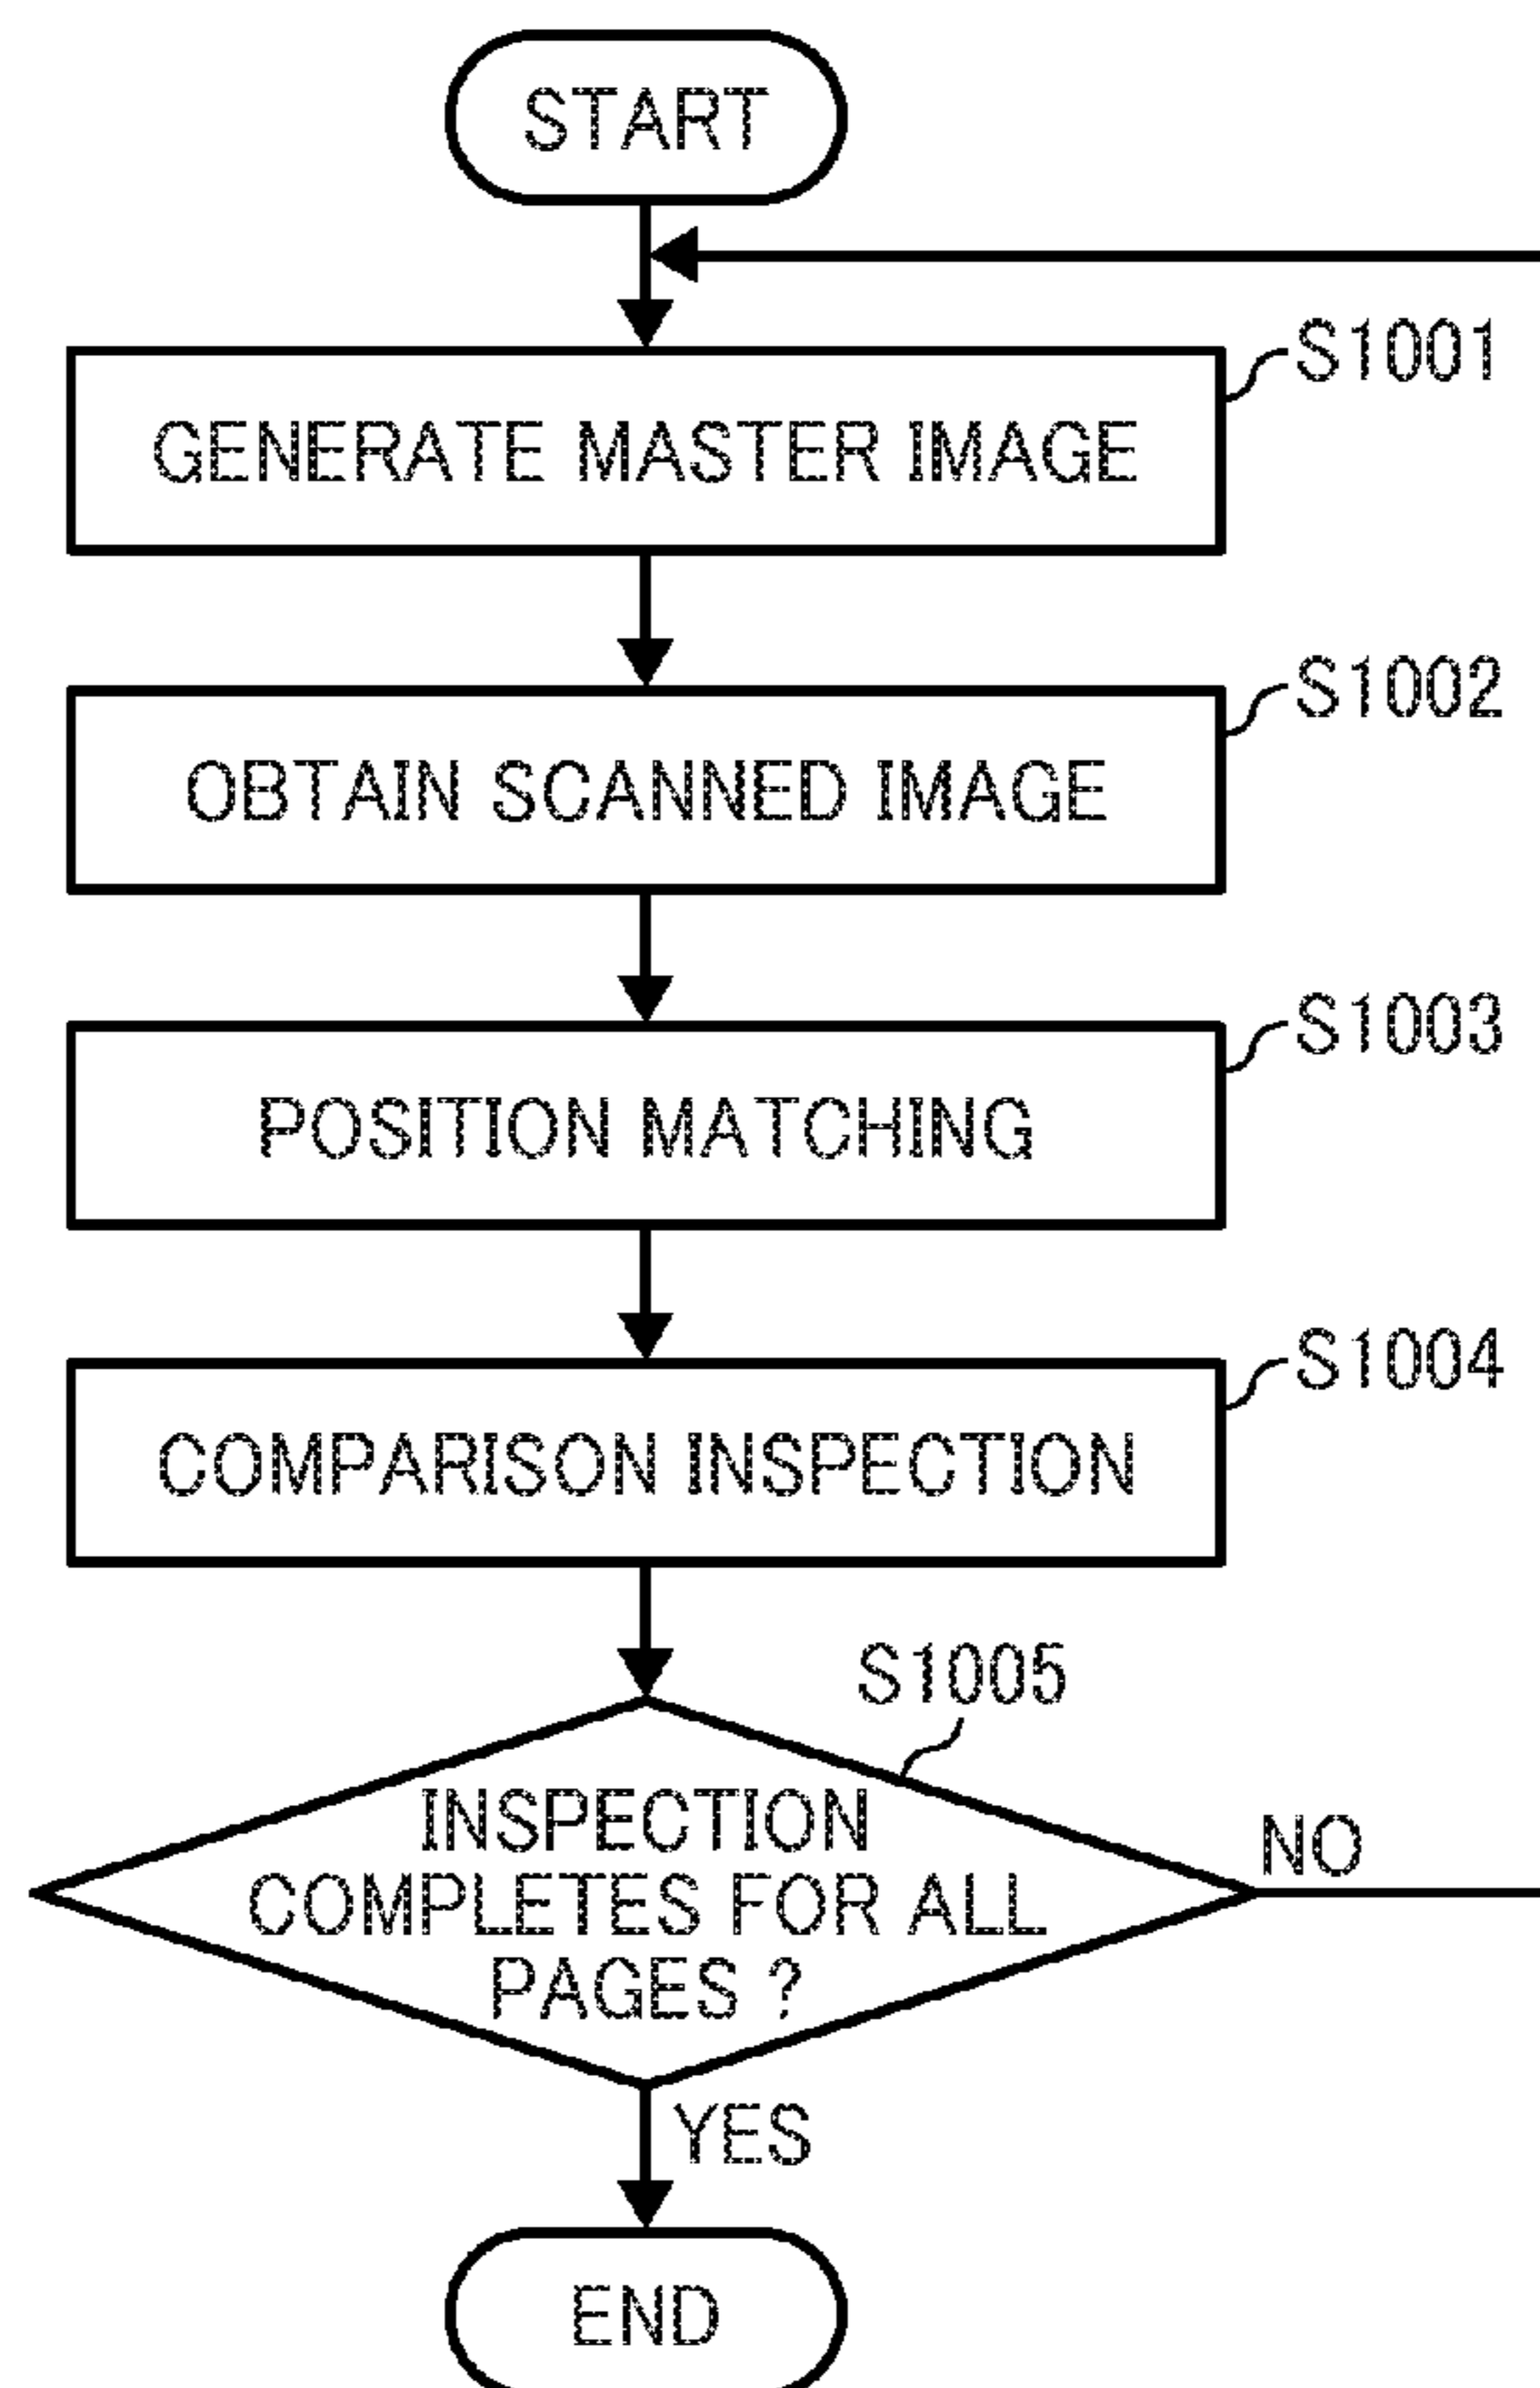 START
S1001
GENERATE MASTER IMAGE
S1002
OBTAIN SCANNED IMAGE
S1003
POSITION MATCHING
S1004
COMPARISON INSPECTION
S1005
INSPECTION
COMPLETES FOR ALL
PAGES ?
NO
YES
END